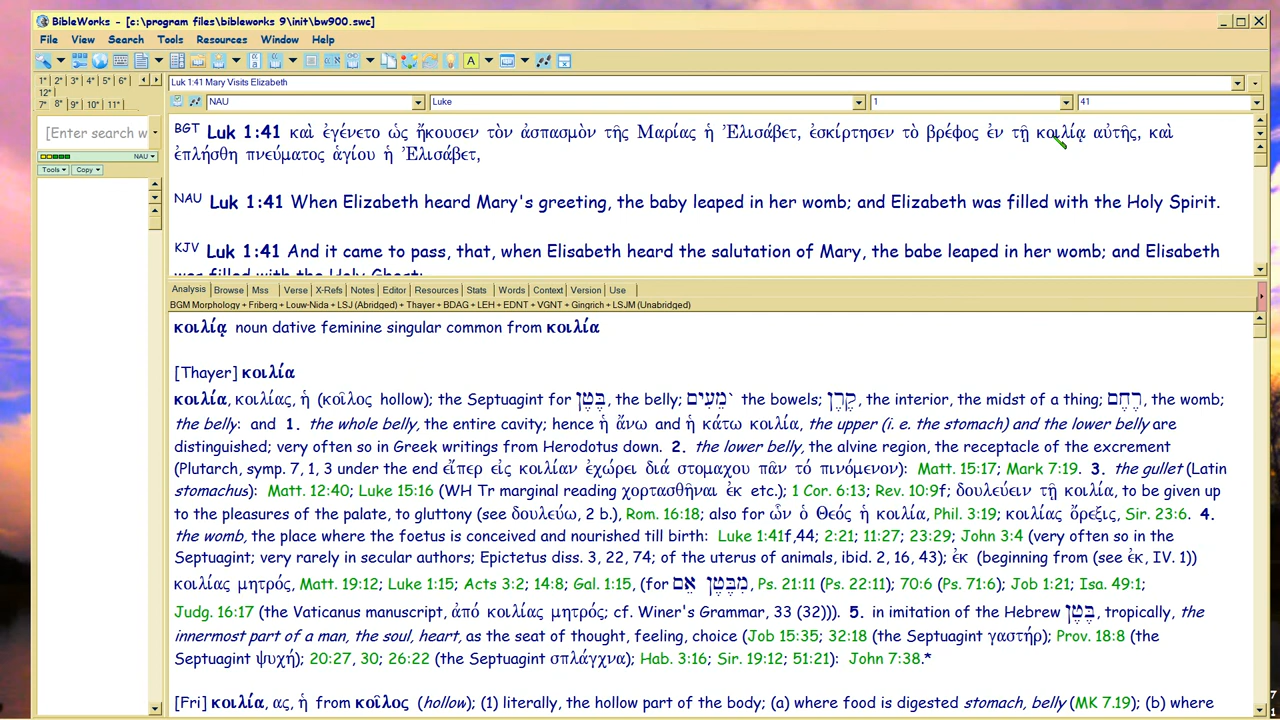 BibleWorks - [c:\program files\bibleworks 9\init\bw900.swc]
File View Search Tools Resources Window Help
1* 2* 3* 4* 5* 6*
12*
7* 8* 9* 10* 11*
Luk 1:41 Mary Visits Elizabeth
NAU Luke 1 41
[Enter search w
NAU
Tools Copy
BGT Luk 1:41 καὶ ἐγένετο ὡς ἤκουσεν τὸν ἀσπασμὸν τῆς Μαρίας ἡ Ἐλισάβετ, ἐσκίρτησεν τὸ βρέφος ἐν τῇ κοιλίᾳ αὐτῆς, καὶ
ἐπλήσθη πνεύματος ἁγίου ἡ Ἐλισάβετ,
NAU Luk 1:41 When Elizabeth heard Mary's greeting, the baby leaped in her womb; and Elizabeth was filled with the Holy Spirit.
KJV Luk 1:41 And it came to pass, that, when Elisabeth heard the salutation of Mary, the babe leaped in her womb; and Elisabeth
was filled with the Holy Ghost:
Analysis Browse Mss Verse X-Refs Notes Editor Resources Stats Words Context Version Use
BGM Morphology + Friberg + Louw-Nida + LSJ (Abridged) + Thayer + BDAG + LEH + EDNT + VGNT + Gingrich + LSJM (Unabridged)
κοιλίᾳ noun dative feminine singular common from κοιλία
[Thayer] κοιλία
κοιλία, κοιλίας, ἡ (κοῖλος hollow); the Septuagint for בֶּטֶן, the belly; מֵעִים the bowels; קֶרֶן, the interior, the midst of a thing; רֶחֶם, the womb;
the belly: and 1. the whole belly, the entire cavity; hence ἡ ἄνω and ἡ κάτω κοιλία, the upper (i. e. the stomach) and the lower belly are
distinguished; very often so in Greek writings from Herodotus down. 2. the lower belly, the alvine region, the receptacle of the excrement
(Plutarch, symp. 7, 1, 3 under the end εἴπερ εἰς κοιλίαν ἐχώρει διά στομαχου πᾶν τό πινόμενον): Matt. 15:17; Mark 7:19. 3. the gullet (Latin
stomachus): Matt. 12:40; Luke 15:16 (WH Tr marginal reading χορτασθῆναι ἐκ etc.); 1 Cor. 6:13; Rev. 10:9f; δουλεύειν τῇ κοιλία, to be given up
to the pleasures of the palate, to gluttony (see δουλεύω, 2 b.), Rom. 16:18; also for ὧν ὁ Θεός ἡ κοιλία, Phil. 3:19; κοιλίας ὄρεξις, Sir. 23:6. 4.
the womb, the place where the foetus is conceived and nourished till birth: Luke 1:41f,44; 2:21; 11:27; 23:29; John 3:4 (very often so in the
Septuagint; very rarely in secular authors; Epictetus diss. 3, 22, 74; of the uterus of animals, ibid. 2, 16, 43); ἐκ (beginning from (see ἐκ, IV. 1))
κοιλίας μητρός, Matt. 19:12; Luke 1:15; Acts 3:2; 14:8; Gal. 1:15, (for מִבֶּטֶן אֵם, Ps. 21:11 (Ps. 22:11); 70:6 (Ps. 71:6); Job 1:21; Isa. 49:1;
Judg. 16:17 (the Vaticanus manuscript, ἀπό κοιλίας μητρός; cf. Winer's Grammar, 33 (32))). 5. in imitation of the Hebrew בֶּטֶן, tropically, the
innermost part of a man, the soul, heart, as the seat of thought, feeling, choice (Job 15:35; 32:18 (the Septuagint γαστήρ); Prov. 18:8 (the
Septuagint ψυχή); 20:27, 30; 26:22 (the Septuagint σπλάγχνα); Hab. 3:16; Sir. 19:12; 51:21): John 7:38.*
[Fri] κοιλία, ας, ἡ from κοῖλος (hollow); (1) literally, the hollow part of the body; (a) where food is digested stomach, belly (MK 7.19); (b) where